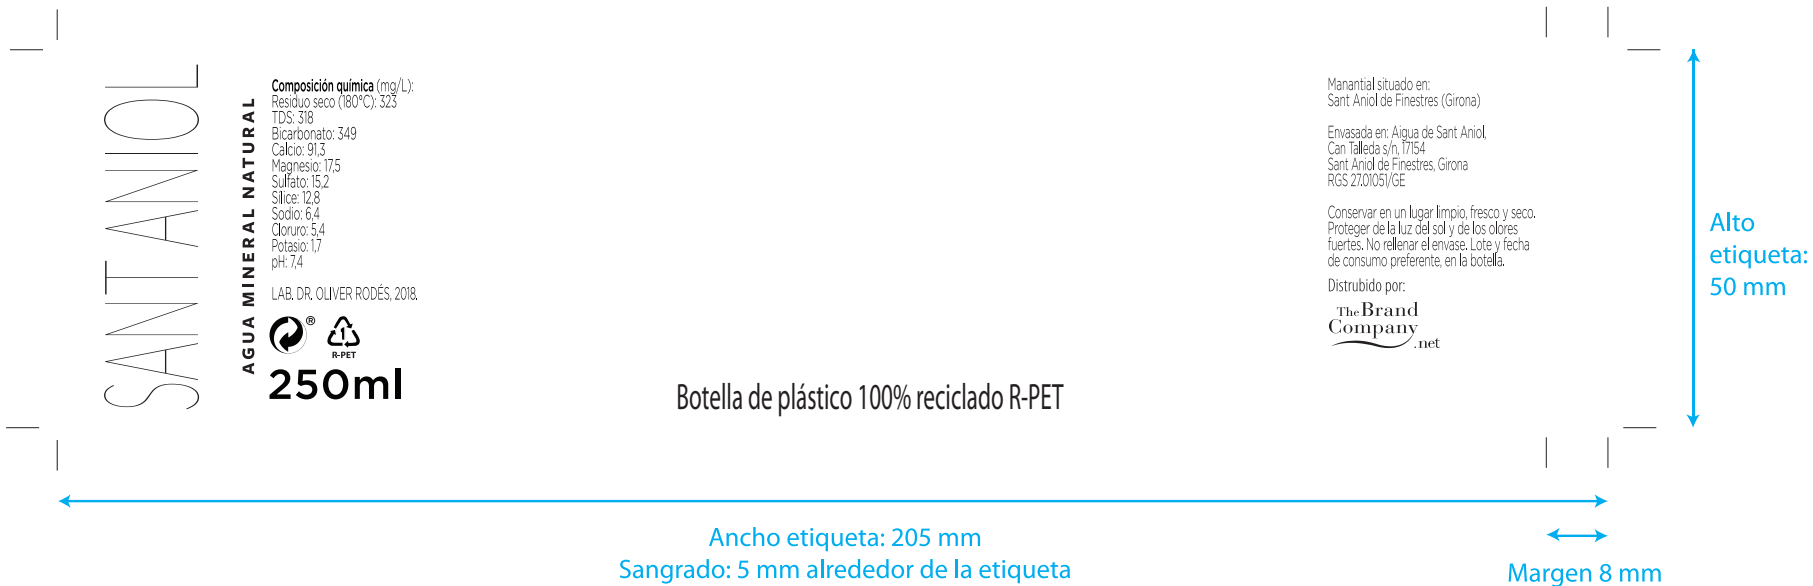 SANT ANIOL
AGUA MINERAL NATURAL
Composición química (mg/L):
Residuo seco (180°C): 323
TDS: 318
Bicarbonato: 349
Calcio: 91,3
Magnesio: 17,5
Sulfato: 15,2
Sílice: 12,8
Sodio: 6,4
Cloruro: 5,4
Potasio: 1,7
pH: 7,4
LAB. DR. OLIVER RODÉS, 2018.
®
1
R-PET
250ml
Botella de plástico 100% reciclado R-PET
Manantial situado en:
Sant Aniol de Finestres (Girona)
Envasada en: Aigua de Sant Aniol,
Can Talleda s/n, 17154
Sant Aniol de Finestres, Girona
RGS 27.01051/GE
Conservar en un lugar limpio, fresco y seco.
Proteger de la luz del sol y de los olores
fuertes. No rellenar el envase. Lote y fecha
de consumo preferente, en la botella.
Distrubido por:
The Brand
Company
.net
Alto
etiqueta:
50 mm
Ancho etiqueta: 205 mm
Sangrado: 5 mm alrededor de la etiqueta
Margen 8 mm